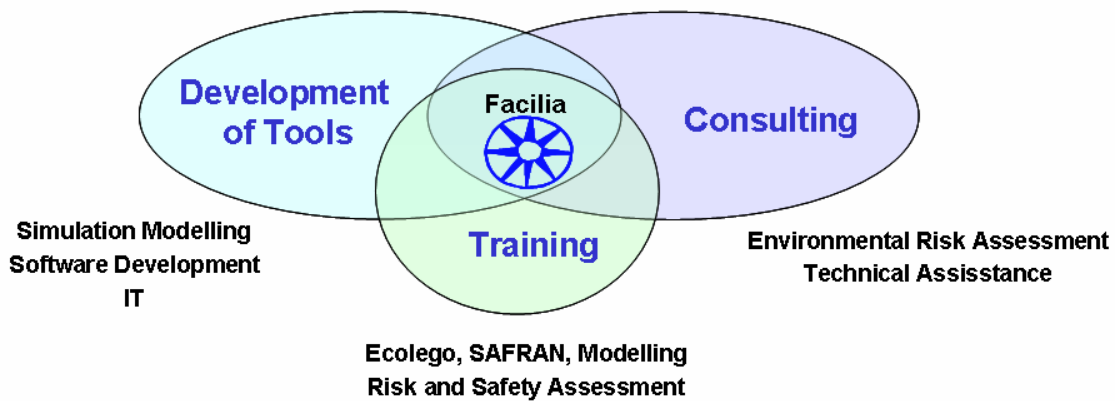 Development
of Tools
Facilia
Consulting
Training
Simulation Modelling
Software Development
IT
Environmental Risk Assessment
Technical Assisstance
Ecolego, SAFRAN, Modelling
Risk and Safety Assessment